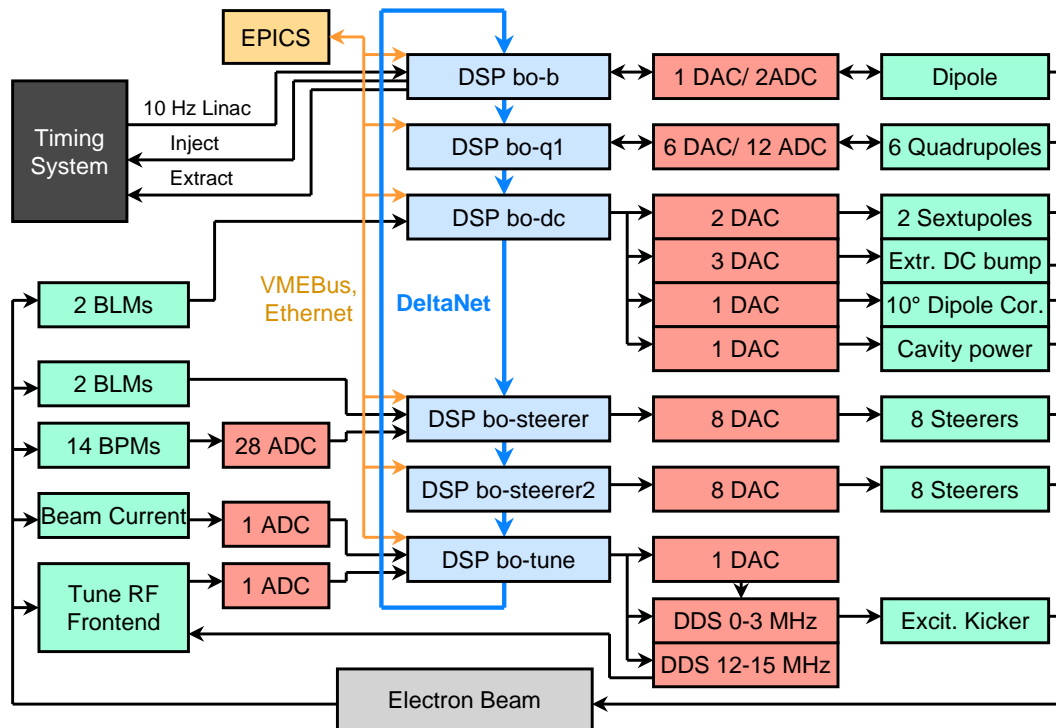 EPICS
DSP bo-b
1 DAC/ 2ADC
Dipole
10 Hz Linac
Timing
System
Inject
Extract
DSP bo-q1
6 DAC/ 12 ADC
6 Quadrupoles
DSP bo-dc
2 DAC
2 Sextupoles
3 DAC
Extr. DC bump
VMEBus,
Ethernet
DeltaNet
2 BLMs
1 DAC
10° Dipole Cor.
1 DAC
Cavity power
2 BLMs
DSP bo-steerer
8 DAC
8 Steerers
14 BPMs
28 ADC
DSP bo-steerer2
8 DAC
8 Steerers
Beam Current
1 ADC
DSP bo-tune
1 DAC
Tune RF
Frontend
1 ADC
DDS 0-3 MHz
Excit. Kicker
DDS 12-15 MHz
Electron Beam